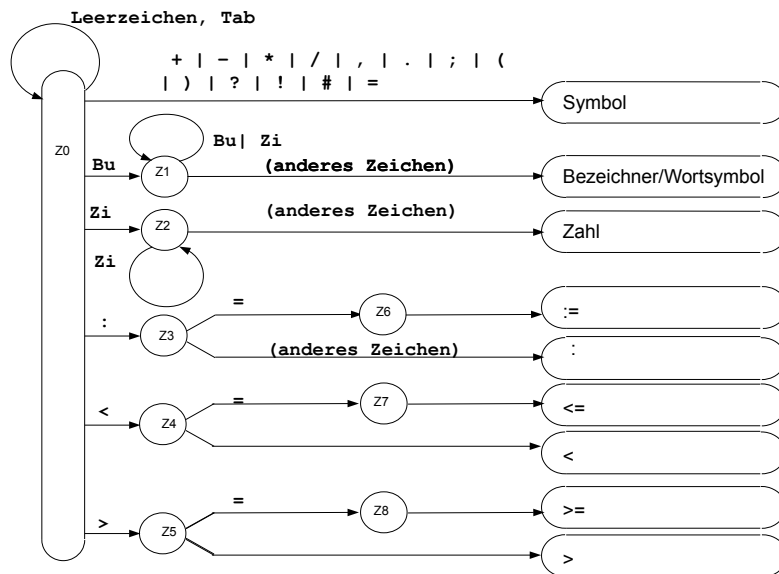 Leerzeichen, Tab
+ | – | * | / | , | . | ; | (
| ) | ? | ! | # | =
Symbol
Z0
Bu| Zi
Bu
Z1
(anderes Zeichen)
Bezeichner/Wortsymbol
Zi
Z2
(anderes Zeichen)
Zahl
Zi
=
Z6
:=
:
Z3
(anderes Zeichen)
:
=
Z7
<=
<
Z4
<
=
Z8
>=
>
Z5
>